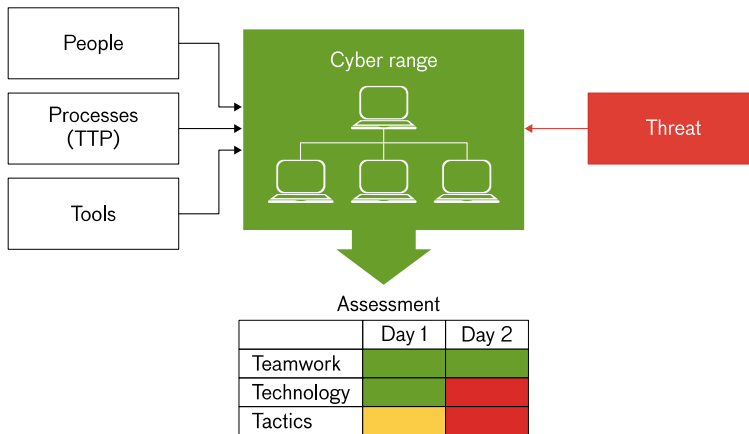 People
Processes
(TTP)
Tools
Cyber range
Threat
Assessment
Day 1 Day 2
Teamwork
Technology
Tactics